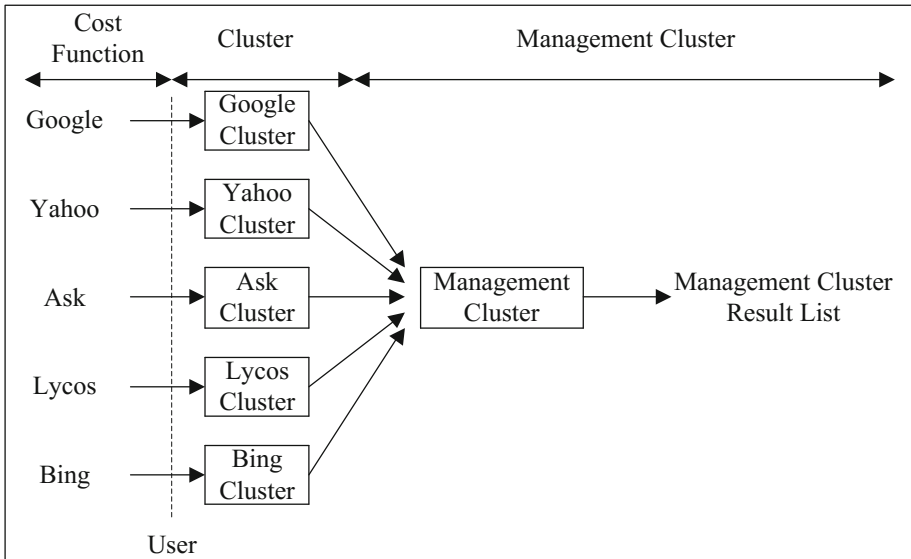 Cost
Function
Cluster
Management Cluster
Google
Google
Cluster
Yahoo
Yahoo
Cluster
Ask
Ask
Cluster
Management
Cluster
Management Cluster
Result List
Lycos
Lycos
Cluster
Bing
Bing
Cluster
User